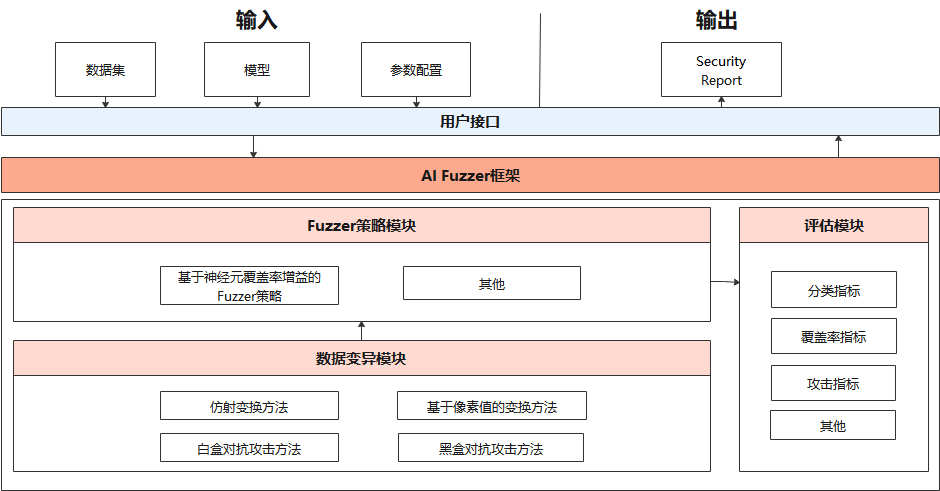 输入
输出
数据集
模型
参数配置
Security
Report
用户接口
AI Fuzzer框架
Fuzzer策略模块
基于神经元覆盖率增益的
Fuzzer策略
其他
数据变异模块
仿射变换方法
基于像素值的变换方法
白盒对抗攻击方法
黑盒对抗攻击方法
评估模块
分类指标
覆盖率指标
攻击指标
其他